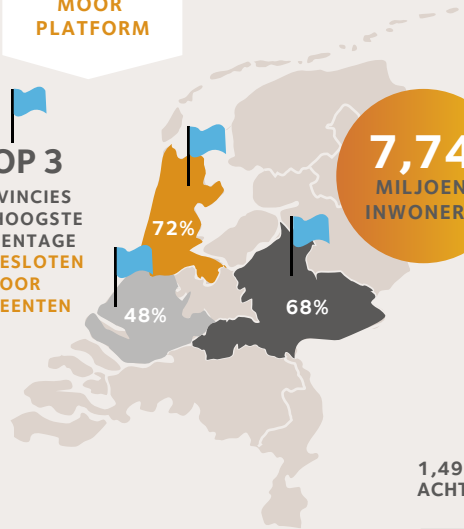 MOOR
PLATFORM
OP 3
VINCIES
HOOGSTE
ENTAGE
ESLOTEN
OOR
EENTEN
72%
48%
68%
7,74
MILJOEN
INWONER
1,49
ACHT